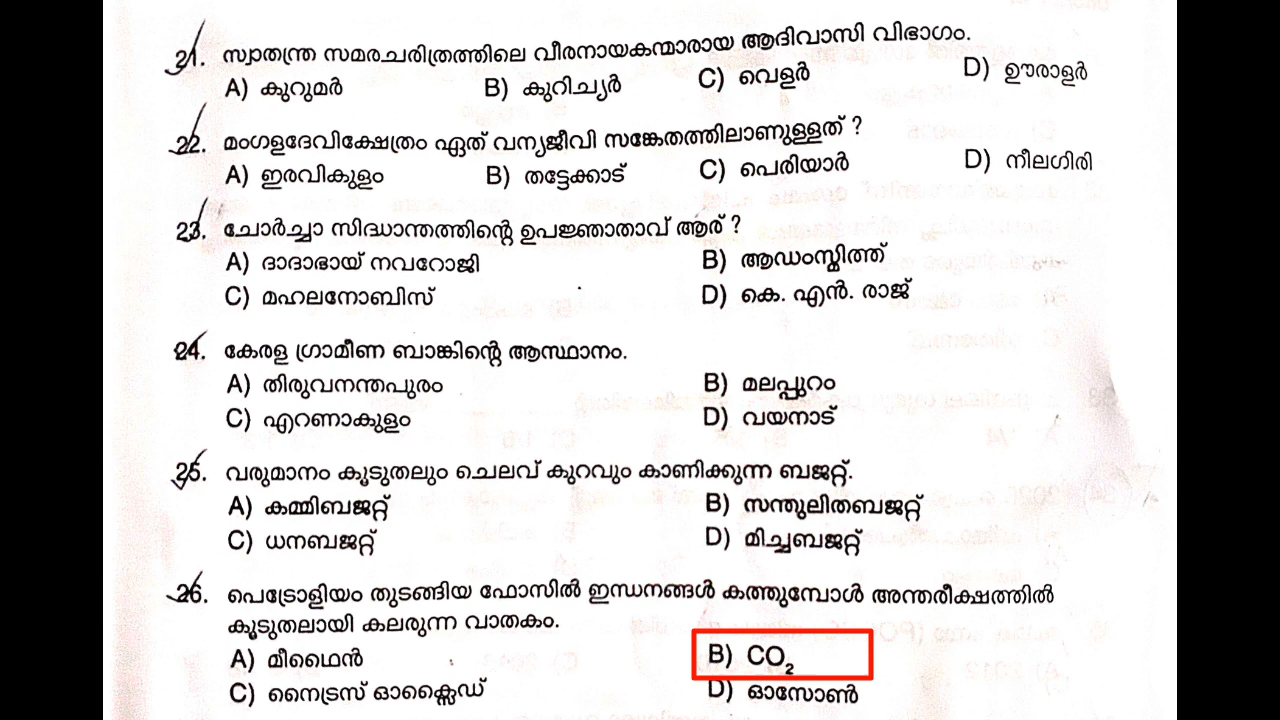 21. സ്വാതന്ത്ര സമരചരിത്രത്തിലെ വീരനായകന്മാരായ ആദിവാസി വിഭാഗം.
A) കുറുമർ B) കുറിച്യർ C) വെളർ D) ഊരാളർ
22. മംഗളദേവിക്ഷേത്രം ഏത് വന്യജീവി സങ്കേതത്തിലാണുള്ളത് ?
A) ഇരവികുളം B) തട്ടേക്കാട് C) പെരിയാർ D) നീലഗിരി
23. ചോർച്ചാ സിദ്ധാന്തത്തിന്റെ ഉപജ്ഞാതാവ് ആര് ?
A) ദാദാഭായ് നവറോജി B) ആഡംസ്മിത്ത്
C) മഹലനോബിസ് D) കെ. എൻ. രാജ്
24. കേരള ഗ്രാമീണ ബാങ്കിന്റെ ആസ്ഥാനം.
A) തിരുവനന്തപുരം B) മലപ്പുറം
C) എറണാകുളം D) വയനാട്
25. വരുമാനം കൂടുതലും ചെലവ് കുറവും കാണിക്കുന്ന ബജറ്റ്.
A) കമ്മിബജറ്റ് B) സന്തുലിതബജറ്റ്
C) ധനബജറ്റ് D) മിച്ചബജറ്റ്
26. പെട്രോളിയം തുടങ്ങിയ ഫോസിൽ ഇന്ധനങ്ങൾ കത്തുമ്പോൾ അന്തരീക്ഷത്തിൽ
കൂടുതലായി കലരുന്ന വാതകം.
A) മീഥൈൻ B) CO₂
C) നൈട്രസ് ഓക്സൈഡ് D) ഓസോൺ